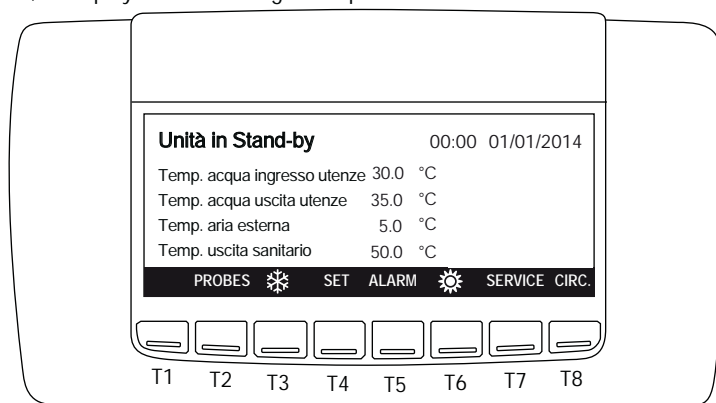 Unità in Stand-by 00:00 01/01/2014
Temp. acqua ingresso utenze 30.0 °C
Temp. acqua uscita utenze 35.0 °C
Temp. aria esterna 5.0 °C
Temp. uscita sanitario 50.0 °C
PROBES SET ALARM SERVICE CIRC.
T1 T2 T3 T4 T5 T6 T7 T8